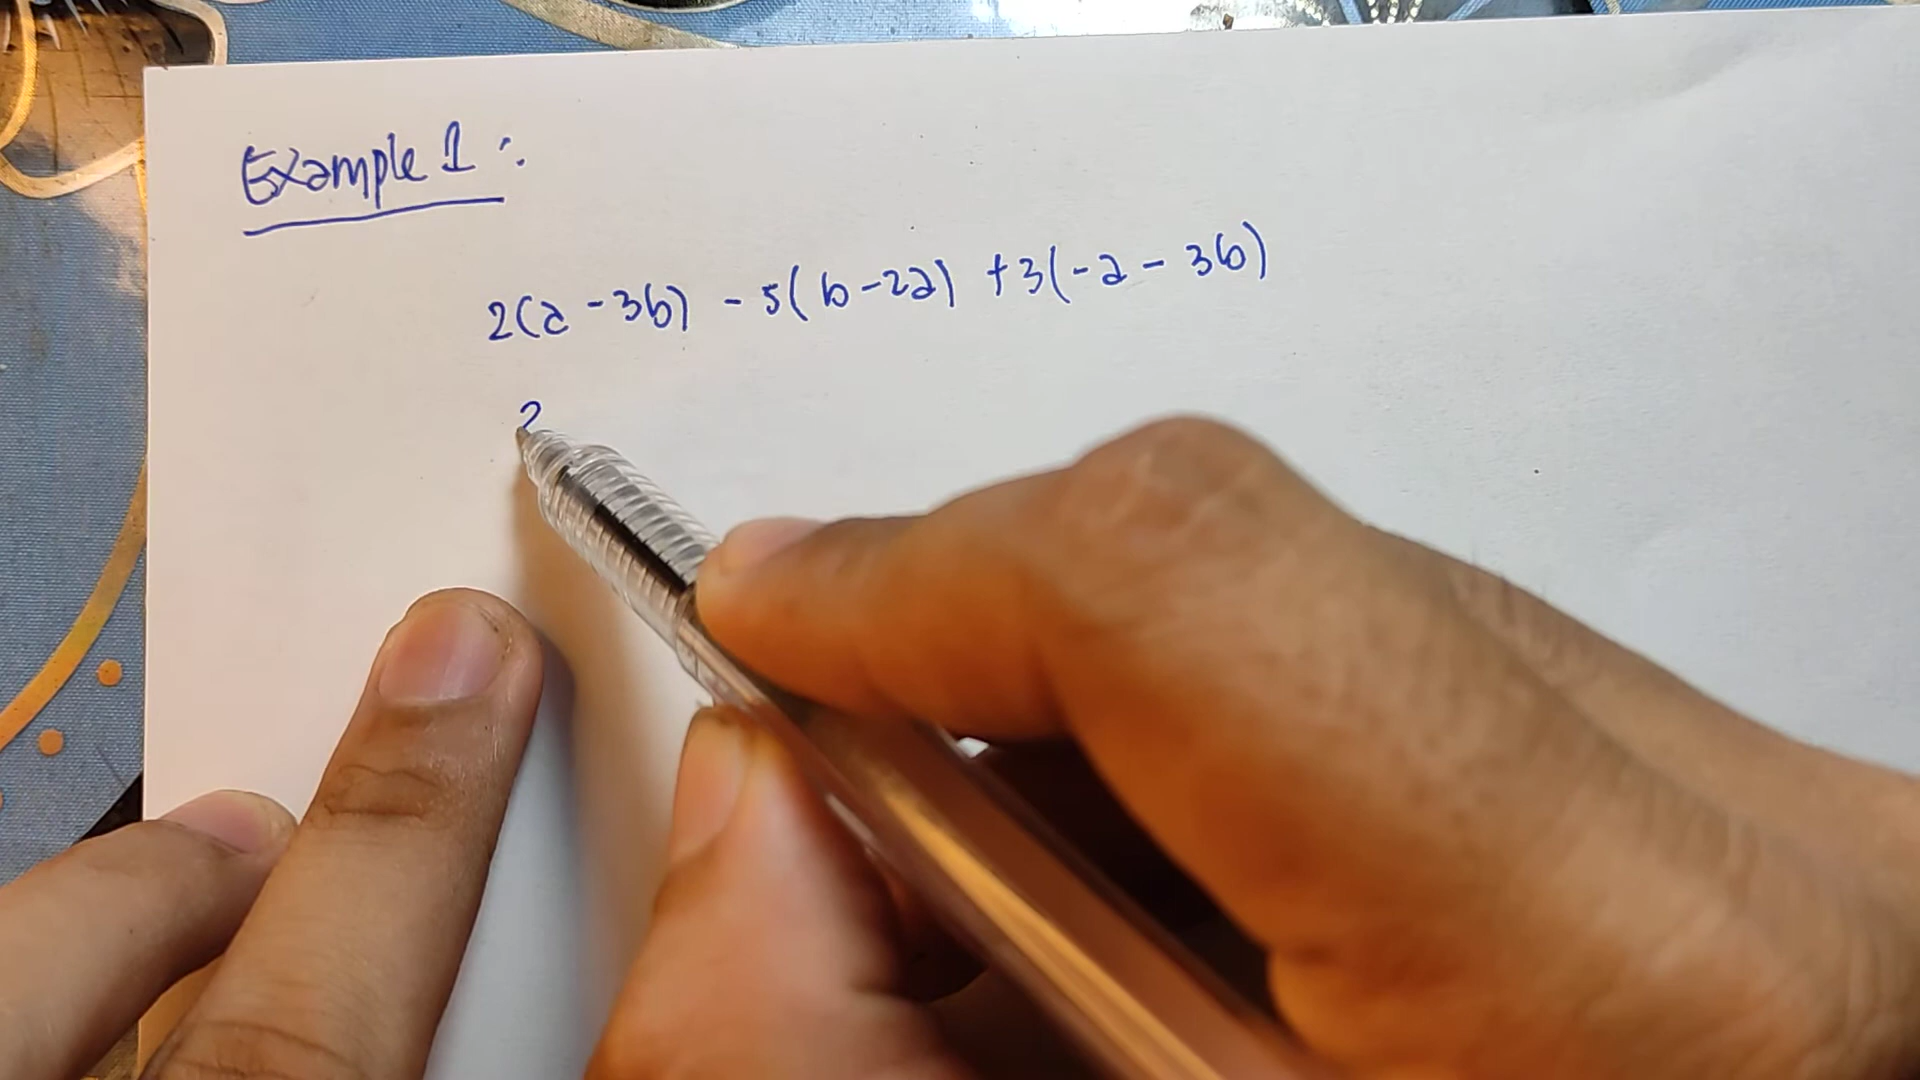 Example 1 :
2(a - 3b) - 5(b - 2a) + 3(-a - 3b)
2